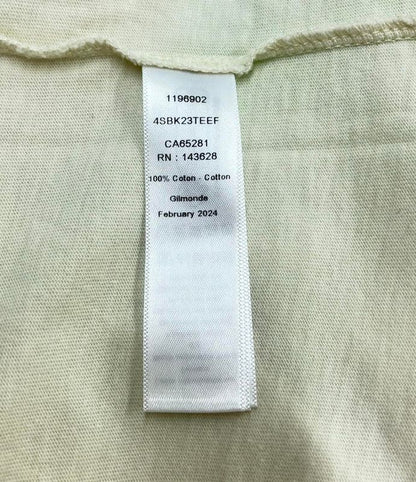 1196902
4SBK23TEEF
CA65281
RN : 143628
100% Coton - Cotton
Gilmonde
February 2024